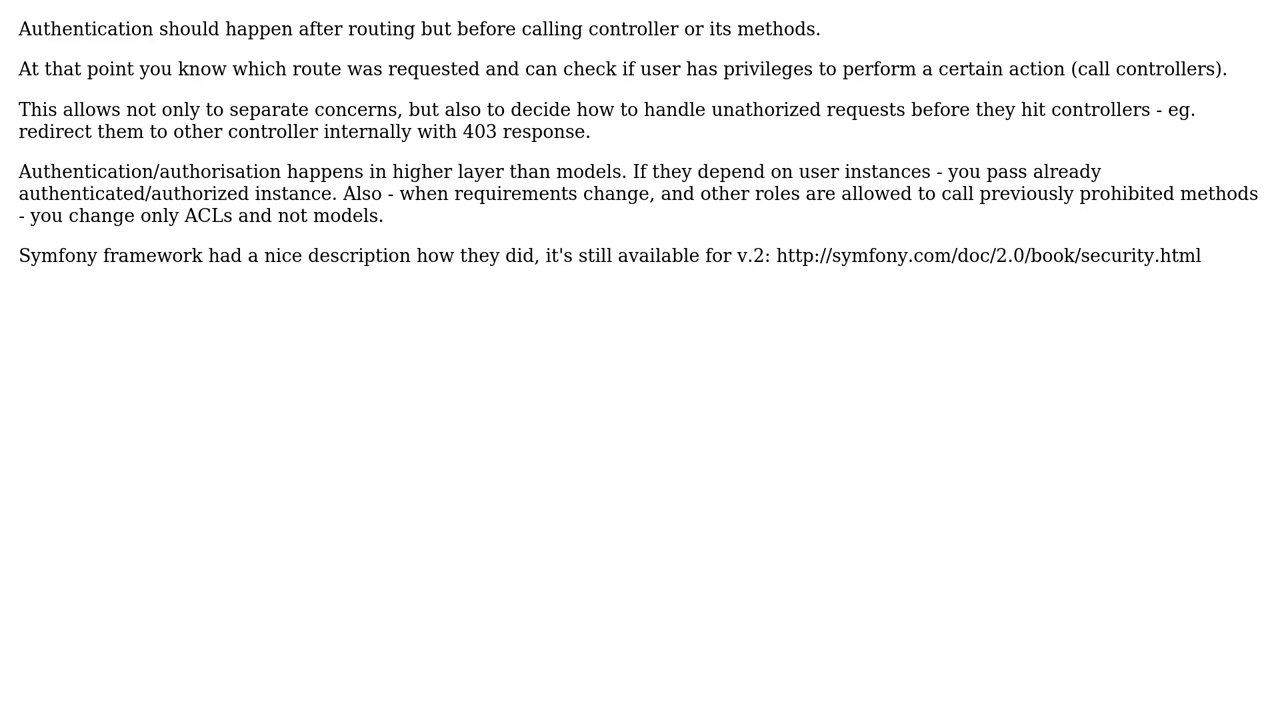 Authentication should happen after routing but before calling controller or its methods.
At that point you know which route was requested and can check if user has privileges to perform a certain action (call controllers).
This allows not only to separate concerns, but also to decide how to handle unathorized requests before they hit controllers - eg.
redirect them to other controller internally with 403 response.
Authentication/authorisation happens in higher layer than models. If they depend on user instances - you pass already
authenticated/authorized instance. Also - when requirements change, and other roles are allowed to call previously prohibited methods
- you change only ACLs and not models.
Symfony framework had a nice description how they did, it's still available for v.2: http://symfony.com/doc/2.0/book/security.html